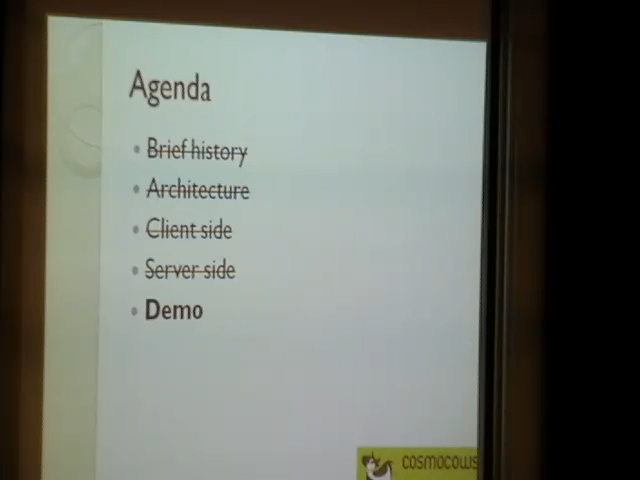 Agenda
Brief history
Architecture
Client side
Server side
Demo
cosmocows